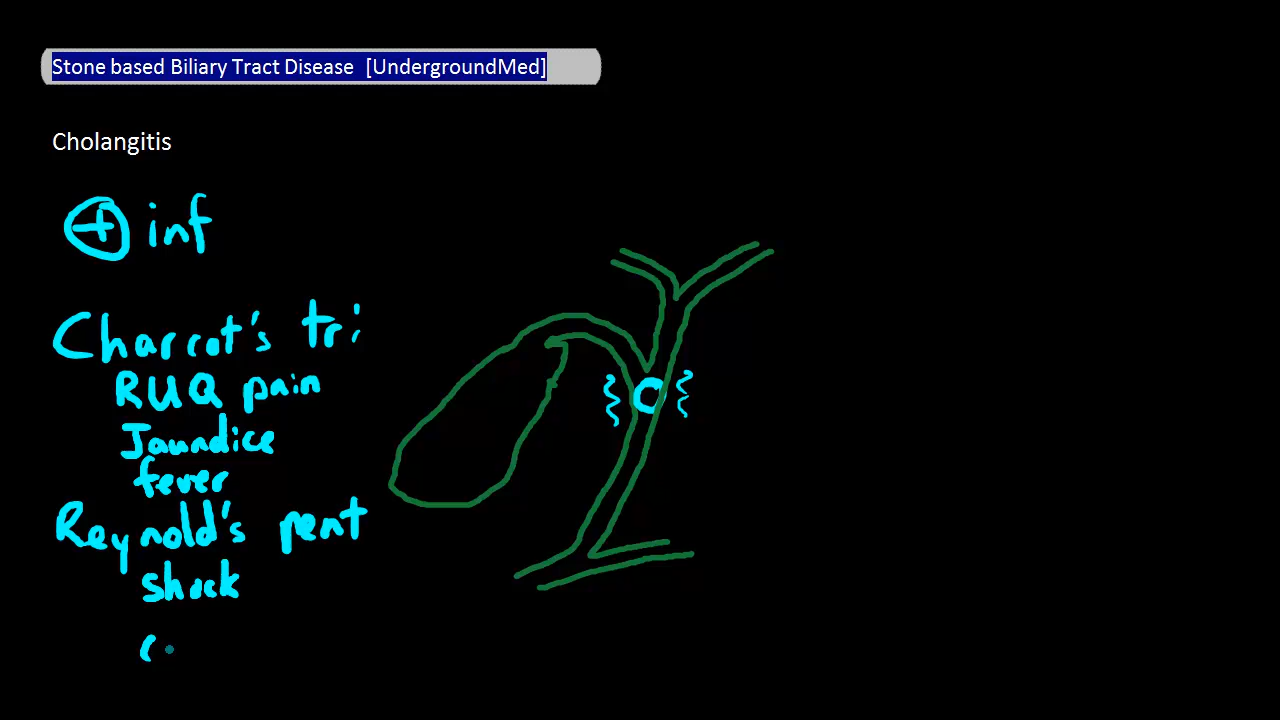 Stone based Biliary Tract Disease [UndergroundMed]
Cholangitis
+ inf
Charcot's tri
RUQ pain
Jaundice
fever
Reynold's pent
shock
(